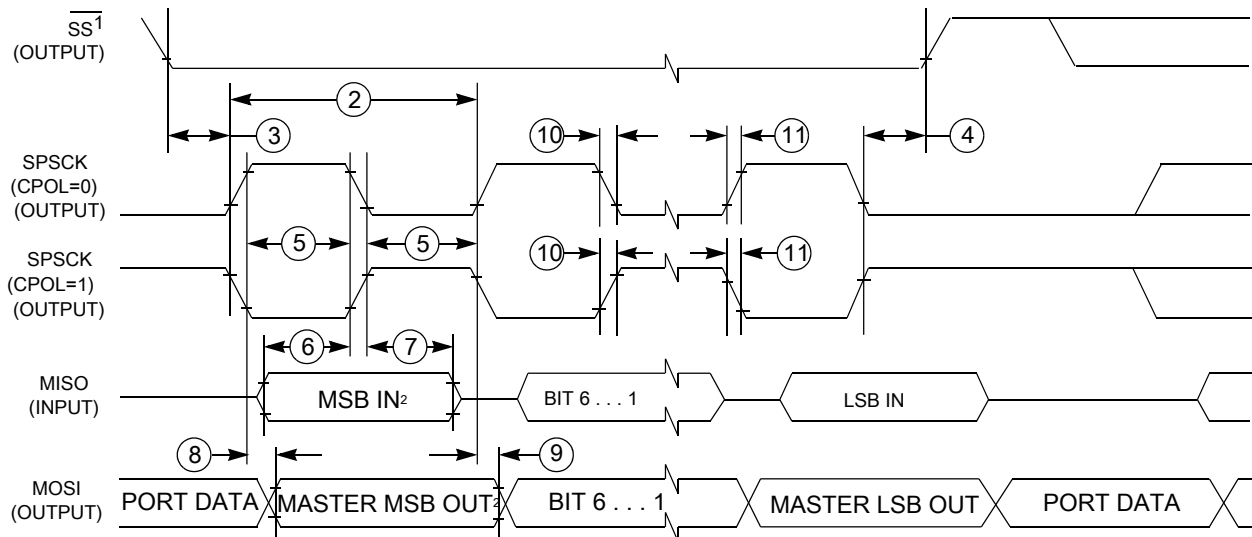 SS1
(OUTPUT)
2
3
10
11
4
SPSCK
(CPOL=0)
(OUTPUT)
5
5
SPSCK
(CPOL=1)
(OUTPUT)
10
11
6
7
MISO
(INPUT)
MSB IN2
BIT 6 . . . 1
LSB IN
8
9
MOSI
(OUTPUT)
PORT DATA
MASTER MSB OUT2
BIT 6 . . . 1
MASTER LSB OUT
PORT DATA